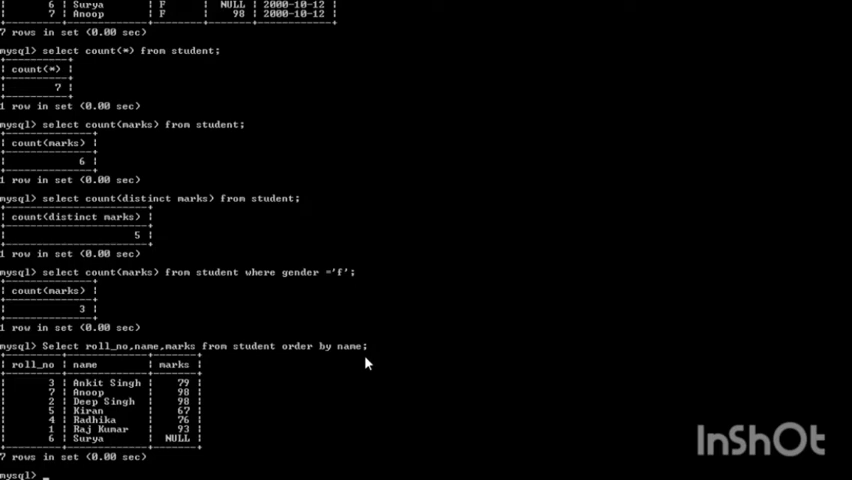 | 6 | Surya | F | NULL | 2000-10-12 |
| 7 | Anoop | F | 98 | 2000-10-12 |
7 rows in set (0.00 sec)
mysql> select count(*) from student;
| count(*) |
| 7 |
1 row in set (0.00 sec)
mysql> select count(marks) from student;
| count(marks) |
| 6 |
1 row in set (0.00 sec)
mysql> select count(distinct marks) from student;
| count(distinct marks) |
| 5 |
1 row in set (0.00 sec)
mysql> select count(marks) from student where gender ='f';
| count(marks) |
| 3 |
1 row in set (0.00 sec)
mysql> Select roll_no,name,marks from student order by name;
| roll_no | name | marks |
| 3 | Ankit Singh | 79 |
| 7 | Anoop | 98 |
| 2 | Deep Singh | 98 |
| 5 | Kiran | 67 |
| 4 | Radhika | 76 |
| 1 | Raj Kumar | 93 |
| 6 | Surya | NULL |
7 rows in set (0.00 sec)
mysql> _
InShOt